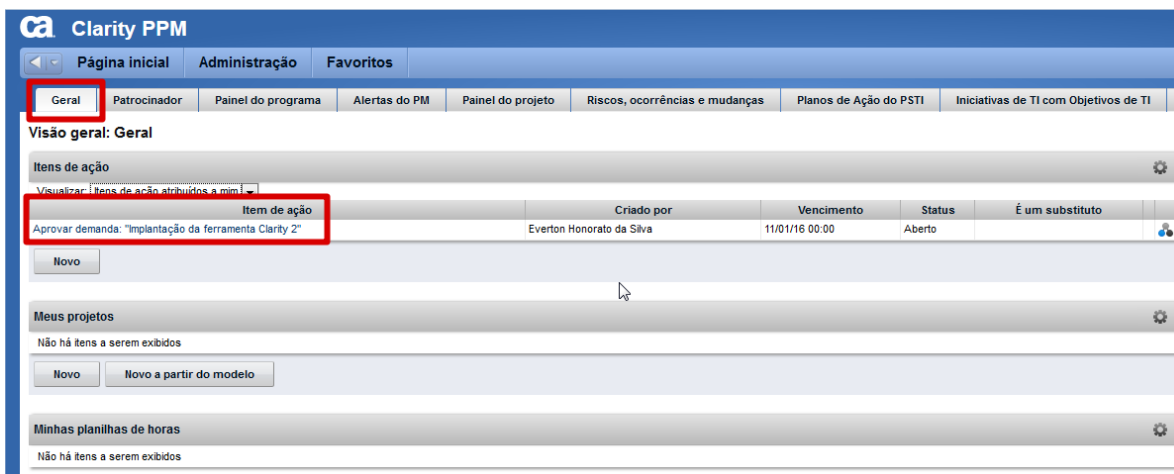 ca Clarity PPM
Página inicial Administração Favoritos
Geral Patrocinador Painel do programa Alertas do PM Painel do projeto Riscos, ocorrências e mudanças Planos de Ação do PSTI Iniciativas de TI com Objetivos de TI
Visão geral: Geral
Itens de ação
Visualizar: Itens de ação atribuídos a mim
Item de ação Criado por Vencimento Status É um substituto
Aprovar demanda: "Implantação da ferramenta Clarity 2" Everton Honorato da Silva 11/01/16 00:00 Aberto
Novo
Meus projetos
Não há itens a serem exibidos
Novo Novo a partir do modelo
Minhas planilhas de horas
Não há itens a serem exibidos